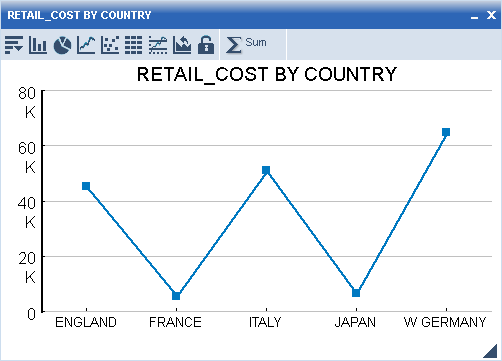 RETAIL_COST BY COUNTRY
Sum
RETAIL_COST BY COUNTRY
80
K
60
K
40
K
20
K
0
ENGLAND FRANCE ITALY JAPAN W GERMANY